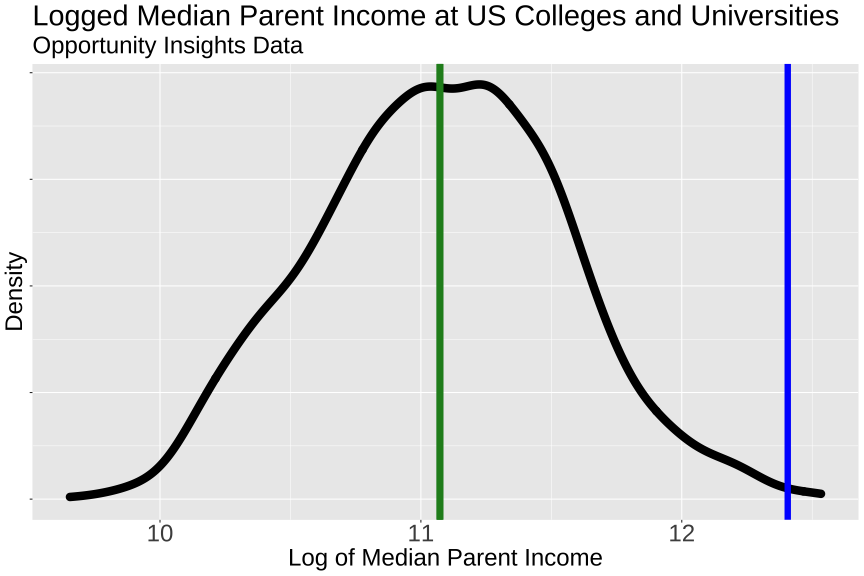 Logged Median Parent Income at US Colleges and Universities
Opportunity Insights Data
Density
10 11 12
Log of Median Parent Income